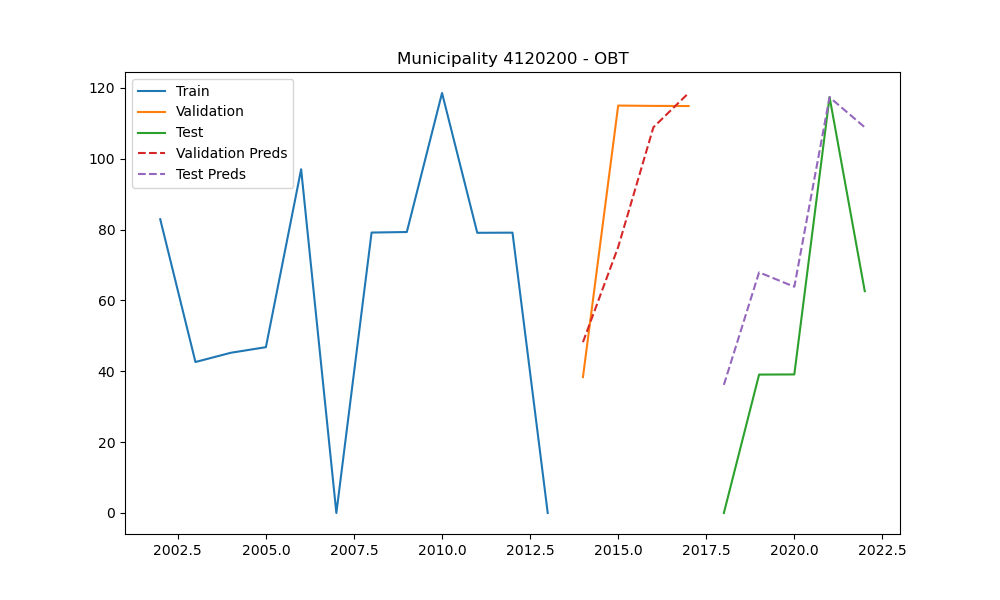 Municipality 4120200 - OBT
Train
Validation
Test
Validation Preds
Test Preds
120
100
80
60
40
20
0
2002.5 2005.0 2007.5 2010.0 2012.5 2015.0 2017.5 2020.0 2022.5